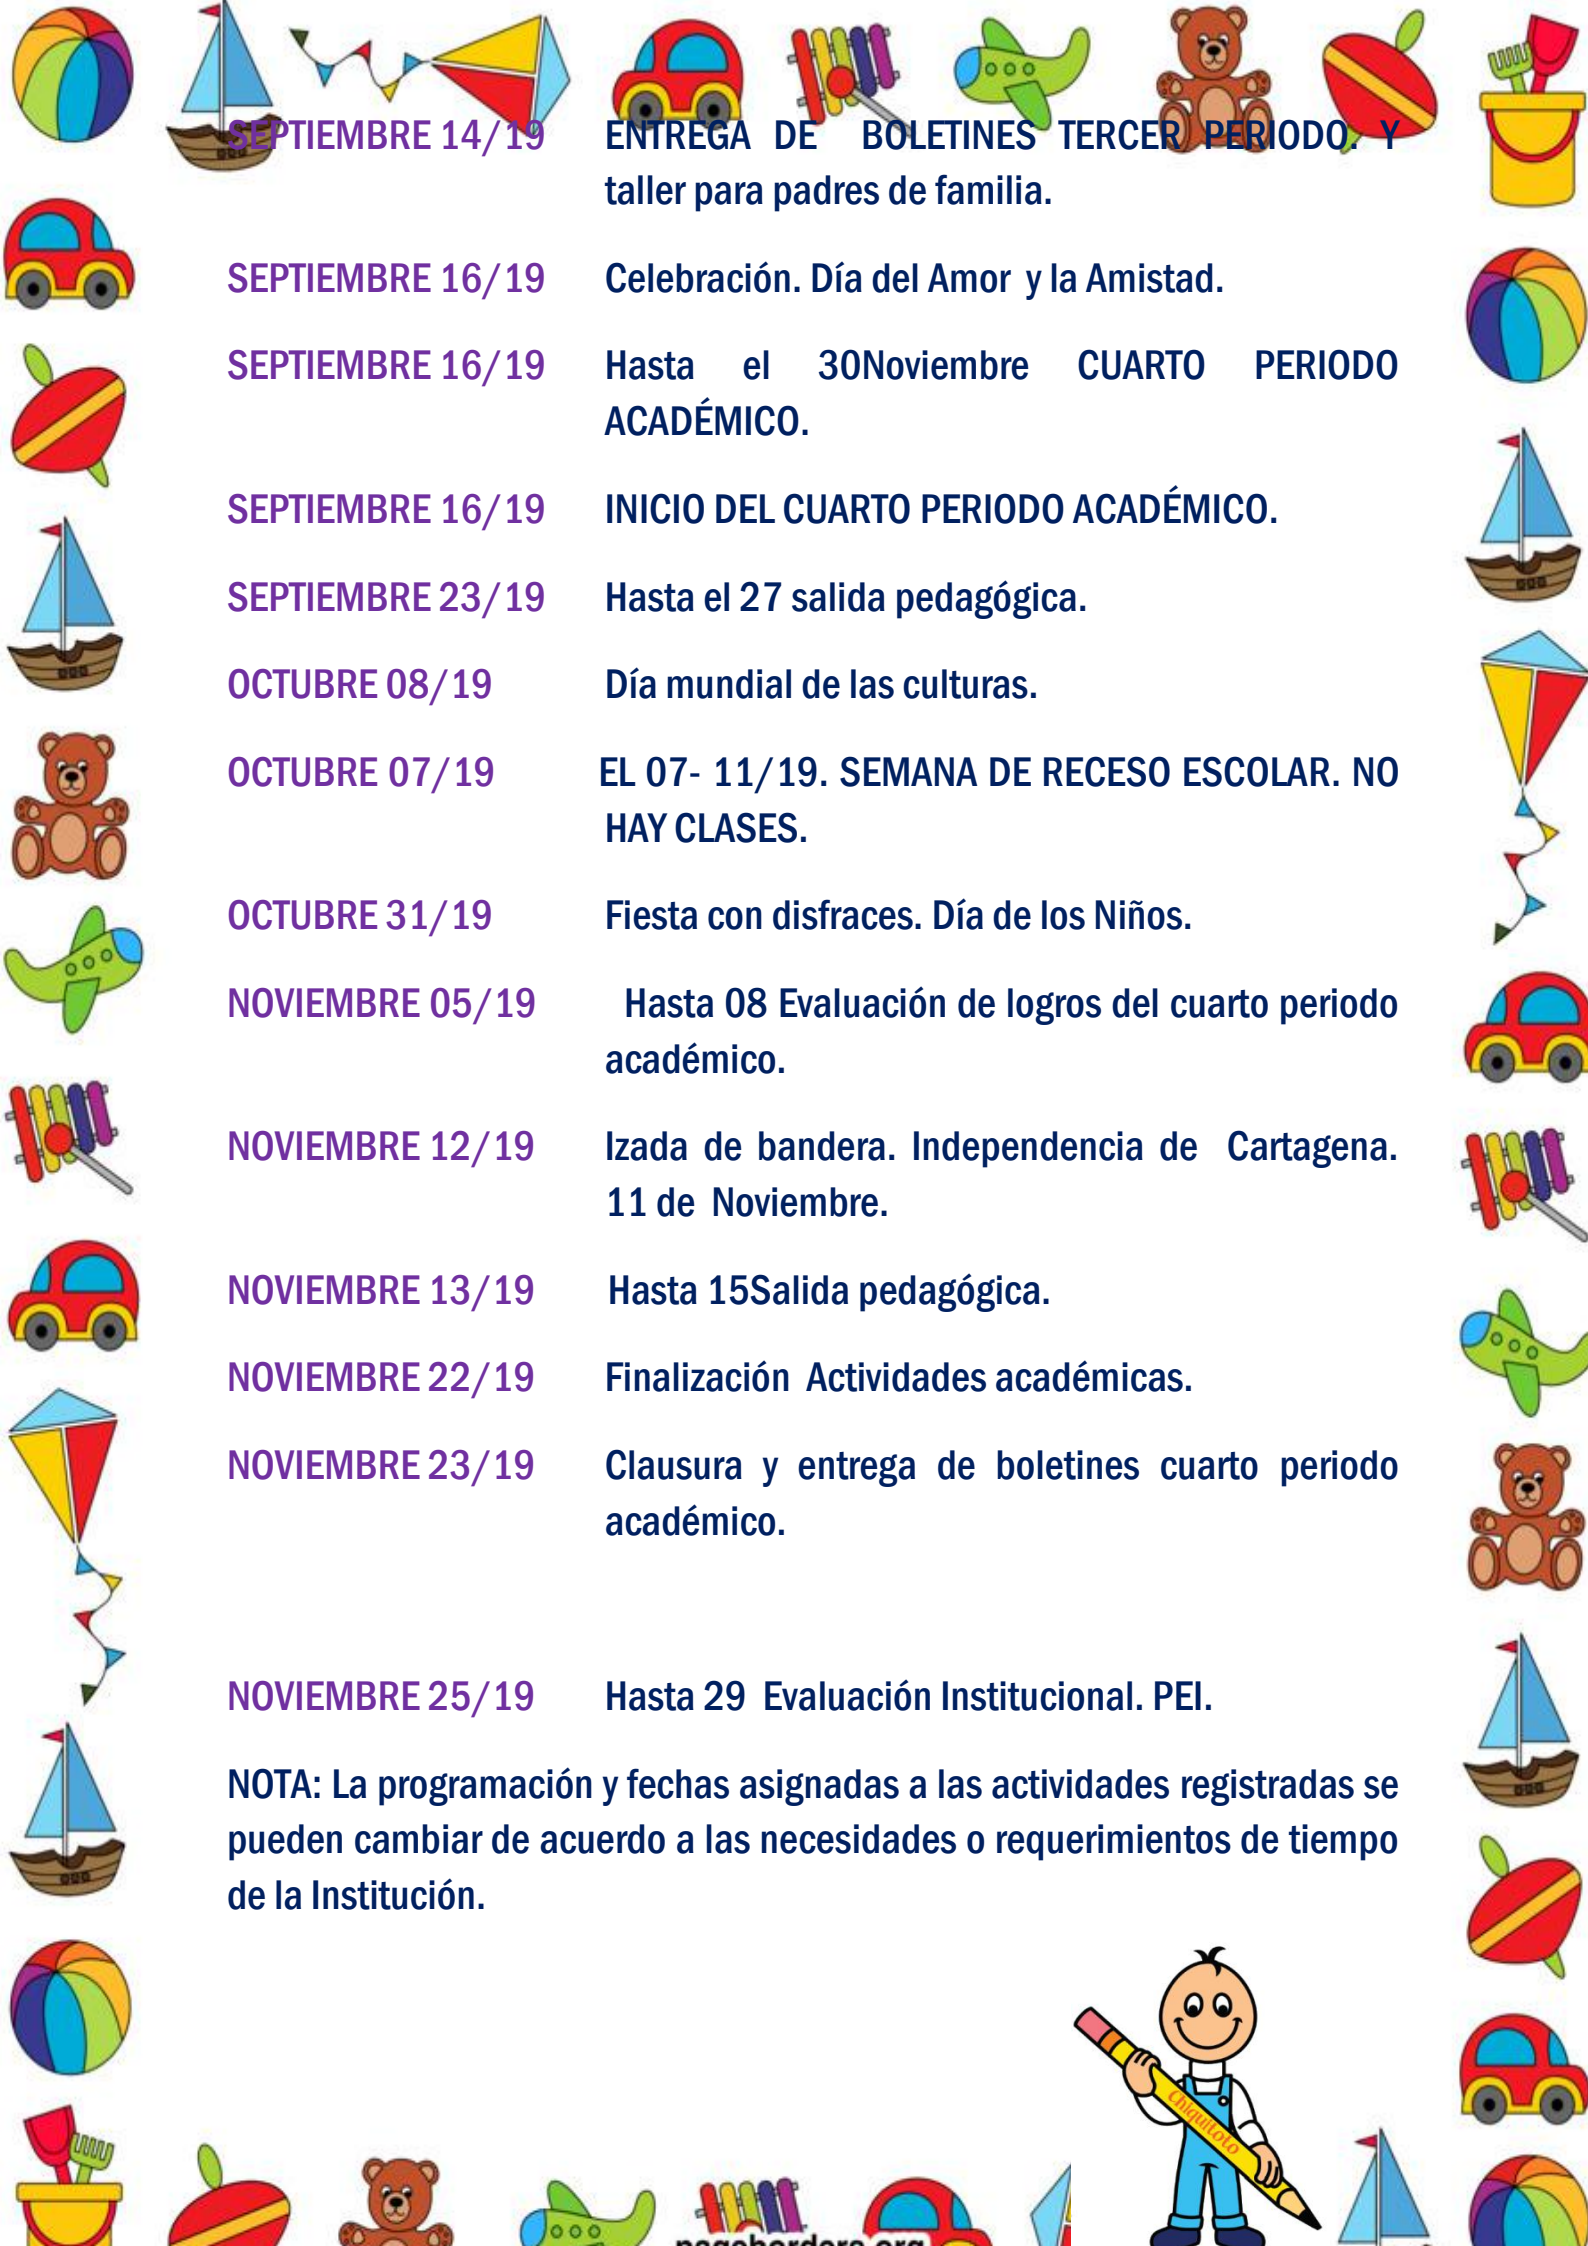 SEPTIEMBRE 14/19 ENTREGA DE BOLETINES TERCER PERIODO. Y
taller para padres de familia.
SEPTIEMBRE 16/19 Celebración. Día del Amor y la Amistad.
SEPTIEMBRE 16/19 Hasta el 30Noviembre CUARTO PERIODO
ACADÉMICO.
SEPTIEMBRE 16/19 INICIO DEL CUARTO PERIODO ACADÉMICO.
SEPTIEMBRE 23/19 Hasta el 27 salida pedagógica.
OCTUBRE 08/19 Día mundial de las culturas.
OCTUBRE 07/19 EL 07- 11/19. SEMANA DE RECESO ESCOLAR. NO
HAY CLASES.
OCTUBRE 31/19 Fiesta con disfraces. Día de los Niños.
NOVIEMBRE 05/19 Hasta 08 Evaluación de logros del cuarto periodo
académico.
NOVIEMBRE 12/19 Izada de bandera. Independencia de Cartagena.
11 de Noviembre.
NOVIEMBRE 13/19 Hasta 15Salida pedagógica.
NOVIEMBRE 22/19 Finalización Actividades académicas.
NOVIEMBRE 23/19 Clausura y entrega de boletines cuarto periodo
académico.
NOVIEMBRE 25/19 Hasta 29 Evaluación Institucional. PEI.
NOTA: La programación y fechas asignadas a las actividades registradas se
pueden cambiar de acuerdo a las necesidades o requerimientos de tiempo
de la Institución.
Chiquitoto